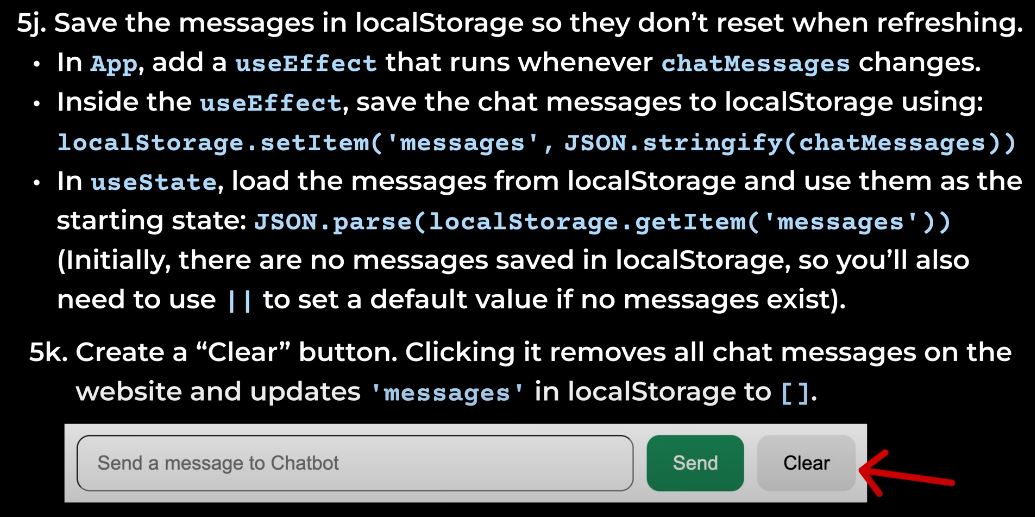 5j. Save the messages in localStorage so they don’t reset when refreshing.
• In App, add a useEffect that runs whenever chatMessages changes.
• Inside the useEffect, save the chat messages to localStorage using:
localStorage.setItem('messages', JSON.stringify(chatMessages))
• In useState, load the messages from localStorage and use them as the
starting state: JSON.parse(localStorage.getItem('messages'))
(Initially, there are no messages saved in localStorage, so you’ll also
need to use || to set a default value if no messages exist).
5k. Create a “Clear” button. Clicking it removes all chat messages on the
website and updates 'messages' in localStorage to [].
Send a message to Chatbot Send Clear